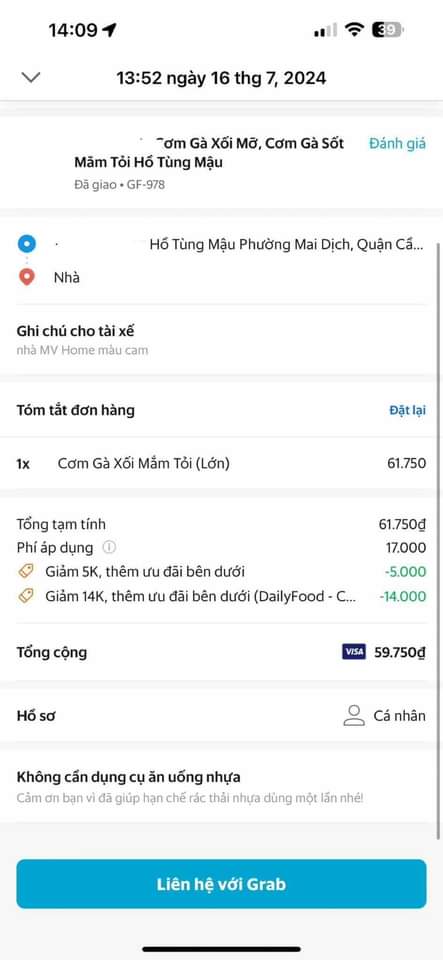 14:09
39
13:52 ngày 16 thg 7, 2024
Cơm Gà Xối Mỡ, Cơm Gà Sốt
Mắm Tỏi Hồ Tùng Mậu
Đánh giá
Đã giao • GF-978
Hồ Tùng Mậu Phường Mai Dịch, Quận Cầ...
Nhà
Ghi chú cho tài xế
nhà MV Home màu cam
Tóm tắt đơn hàng
Đặt lại
1x Cơm Gà Xối Mắm Tỏi (Lớn) 61.750
Tổng tạm tính 61.750₫
Phí áp dụng 17.000
Giảm 5K, thêm ưu đãi bên dưới -5.000
Giảm 14K, thêm ưu đãi bên dưới (DailyFood - C... -14.000
Tổng cộng VISA 59.750₫
Hồ sơ Cá nhân
Không cần dụng cụ ăn uống nhựa
Cảm ơn bạn vì đã giúp hạn chế rác thải nhựa dùng một lần nhé!
Liên hệ với Grab